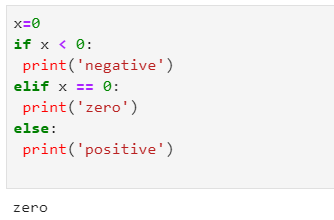 x=0
if x < 0:
 print('negative')
elif x == 0:
 print('zero')
else:
 print('positive')
zero